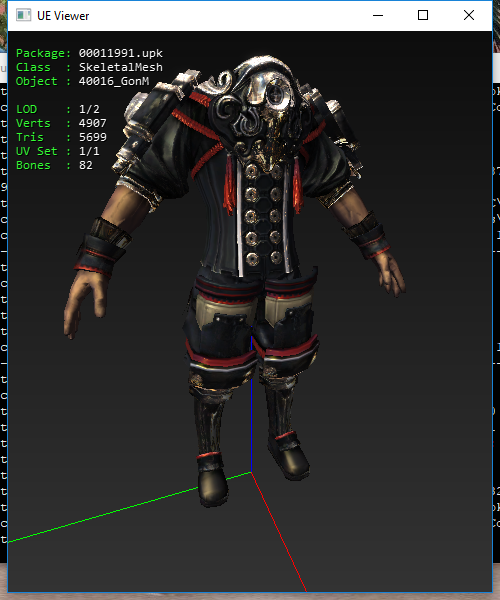 UE Viewer
Package: 00011991.upk
Class : SkeletalMesh
Object : 40016_GonM
LOD : 1/2
Verts : 4907
Tris : 5699
UV Set : 1/1
Bones : 82